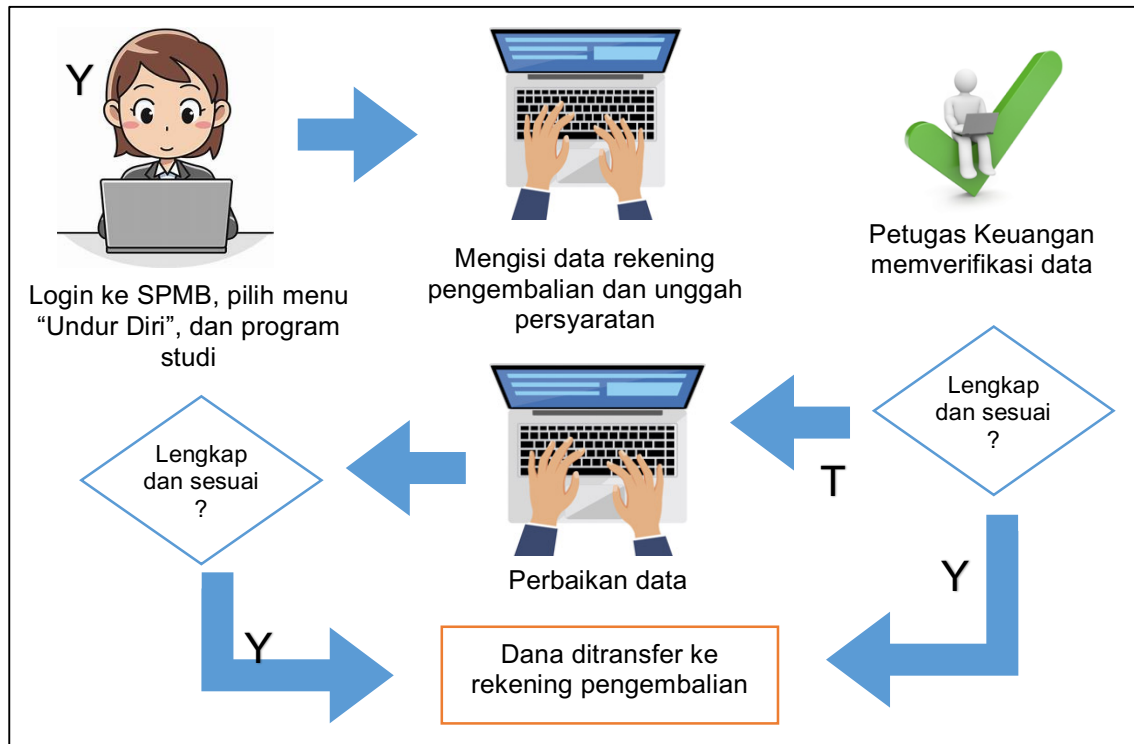 Y
Login ke SPMB, pilih menu
“Undur Diri”, dan program
studi
Mengisi data rekening
pengembalian dan unggah
persyaratan
Petugas Keuangan
memverifikasi data
Lengkap
dan sesuai
?
T
Y
Perbaikan data
Lengkap
dan sesuai
?
Y
Dana ditransfer ke
rekening pengembalian